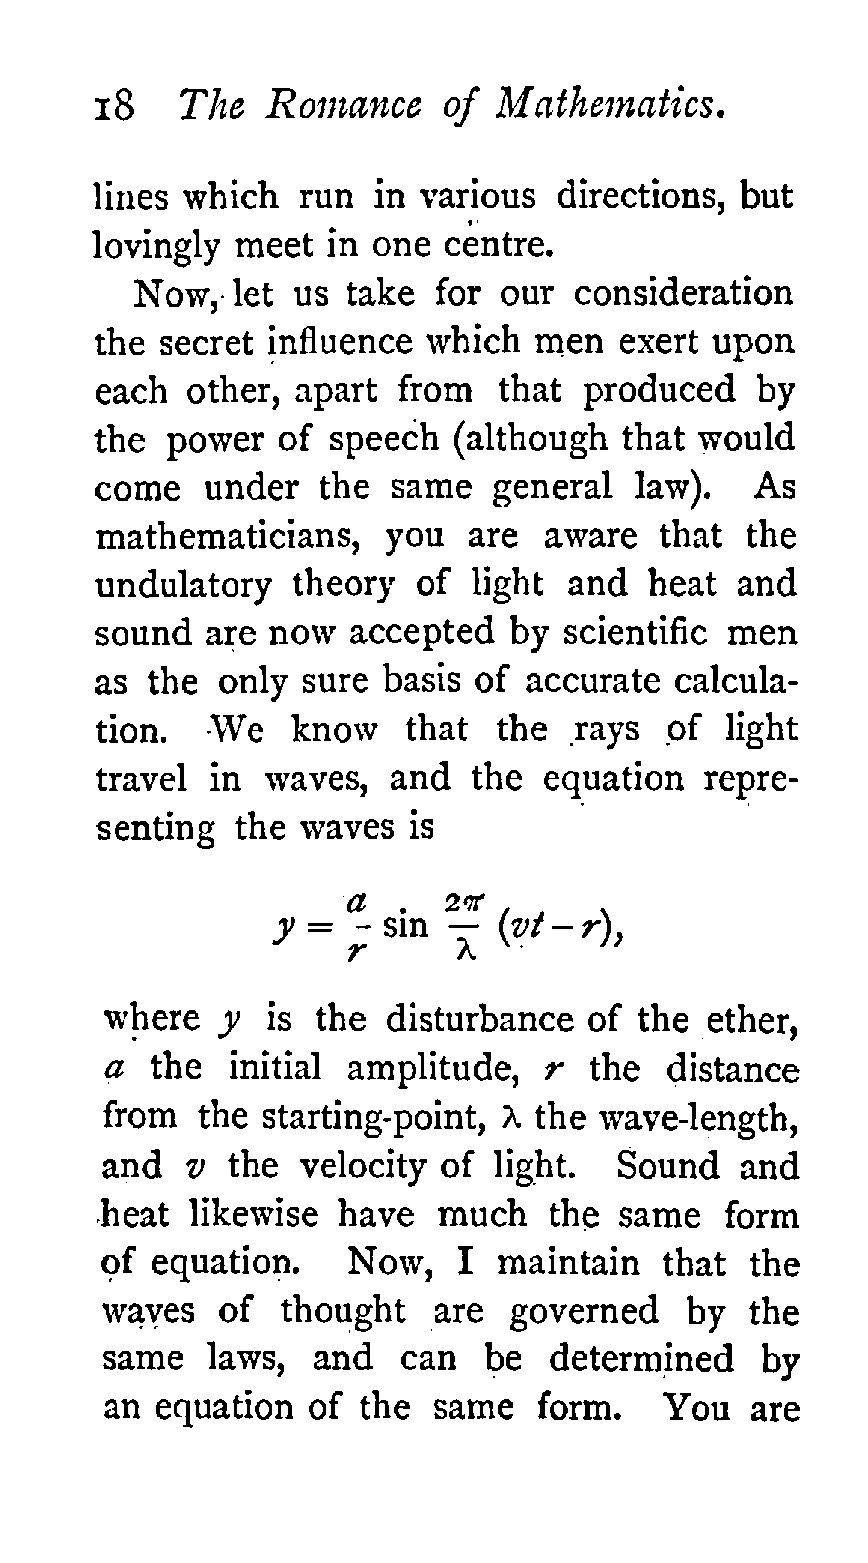 18 The Romance of Mathematics.
lines which run in various directions, but
lovingly meet in one centre.
Now, let us take for our consideration
the secret influence which men exert upon
each other, apart from that produced by
the power of speech (although that would
come under the same general law). As
mathematicians, you are aware that the
undulatory theory of light and heat and
sound are now accepted by scientific men
as the only sure basis of accurate calcula-
tion. We know that the rays of light
travel in waves, and the equation repre-
senting the waves is
y = a/r sin 2π/λ (vt–r),
where y is the disturbance of the ether,
a the initial amplitude, r the distance
from the starting-point, λ the wave-length,
and v the velocity of light. Sound and
heat likewise have much the same form
of equation. Now, I maintain that the
waves of thought are governed by the
same laws, and can be determined by
an equation of the same form. You are